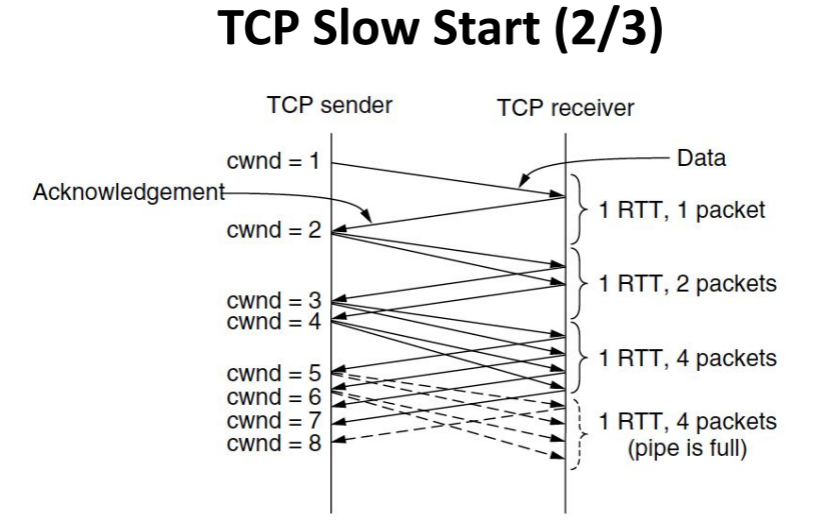 TCP Slow Start (2/3)
TCP sender
TCP receiver
cwnd = 1
Data
Acknowledgement
1 RTT, 1 packet
cwnd = 2
1 RTT, 2 packets
cwnd = 3
cwnd = 4
1 RTT, 4 packets
cwnd = 5
cwnd = 6
cwnd = 7
1 RTT, 4 packets
cwnd = 8
(pipe is full)